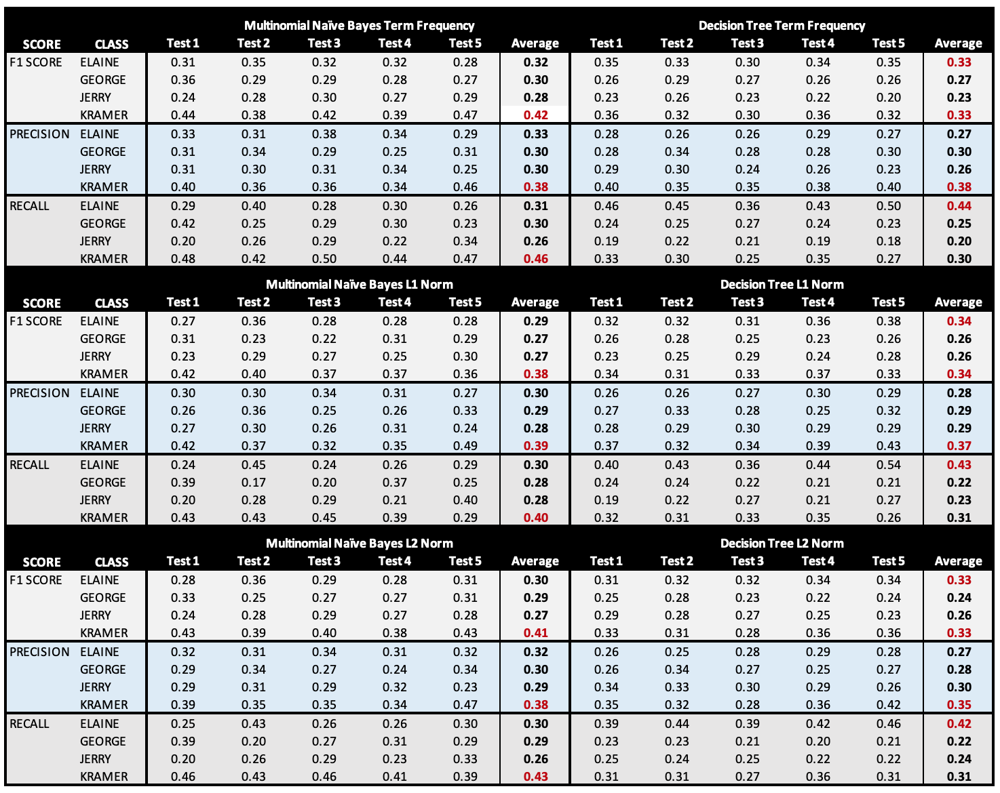 Multinomial Naïve Bayes Term Frequency Decision Tree Term Frequency
SCORE CLASS Test 1 Test 2 Test 3 Test 4 Test 5 Average Test 1 Test 2 Test 3 Test 4 Test 5 Average
F1 SCORE ELAINE 0.31 0.35 0.32 0.32 0.28 0.32 0.35 0.33 0.30 0.34 0.35 0.33
GEORGE 0.36 0.29 0.29 0.28 0.27 0.30 0.26 0.29 0.27 0.26 0.26 0.27
JERRY 0.24 0.28 0.30 0.27 0.29 0.28 0.23 0.26 0.23 0.22 0.20 0.23
KRAMER 0.44 0.38 0.42 0.39 0.47 0.42 0.36 0.32 0.30 0.36 0.32 0.33
PRECISION ELAINE 0.33 0.31 0.38 0.34 0.29 0.33 0.28 0.26 0.26 0.29 0.27 0.27
GEORGE 0.31 0.34 0.29 0.25 0.31 0.30 0.28 0.34 0.28 0.28 0.30 0.30
JERRY 0.31 0.30 0.31 0.34 0.25 0.30 0.29 0.30 0.24 0.26 0.23 0.26
KRAMER 0.40 0.36 0.36 0.34 0.46 0.38 0.40 0.35 0.35 0.38 0.40 0.38
RECALL ELAINE 0.29 0.40 0.28 0.30 0.26 0.31 0.46 0.45 0.36 0.43 0.50 0.44
GEORGE 0.42 0.25 0.29 0.30 0.23 0.30 0.24 0.25 0.27 0.24 0.23 0.25
JERRY 0.20 0.26 0.29 0.22 0.34 0.26 0.19 0.22 0.21 0.19 0.18 0.20
KRAMER 0.48 0.42 0.50 0.44 0.47 0.46 0.33 0.30 0.25 0.35 0.27 0.30
Multinomial Naïve Bayes L1 Norm Decision Tree L1 Norm
SCORE CLASS Test 1 Test 2 Test 3 Test 4 Test 5 Average Test 1 Test 2 Test 3 Test 4 Test 5 Average
F1 SCORE ELAINE 0.27 0.36 0.28 0.28 0.28 0.29 0.32 0.32 0.31 0.36 0.38 0.34
GEORGE 0.31 0.23 0.22 0.31 0.29 0.27 0.26 0.28 0.25 0.23 0.26 0.26
JERRY 0.23 0.29 0.27 0.25 0.30 0.27 0.23 0.25 0.29 0.24 0.28 0.26
KRAMER 0.42 0.40 0.37 0.37 0.36 0.38 0.34 0.31 0.33 0.37 0.33 0.34
PRECISION ELAINE 0.30 0.30 0.34 0.31 0.27 0.30 0.26 0.26 0.27 0.30 0.29 0.28
GEORGE 0.26 0.36 0.25 0.26 0.33 0.29 0.27 0.33 0.28 0.25 0.32 0.29
JERRY 0.27 0.30 0.26 0.31 0.24 0.28 0.28 0.29 0.30 0.29 0.29 0.29
KRAMER 0.42 0.37 0.32 0.35 0.49 0.39 0.37 0.32 0.34 0.39 0.43 0.37
RECALL ELAINE 0.24 0.45 0.24 0.26 0.29 0.30 0.40 0.43 0.36 0.44 0.54 0.43
GEORGE 0.39 0.17 0.20 0.37 0.25 0.28 0.24 0.24 0.22 0.21 0.21 0.22
JERRY 0.20 0.28 0.29 0.21 0.40 0.28 0.19 0.22 0.27 0.21 0.27 0.23
KRAMER 0.43 0.43 0.45 0.39 0.29 0.40 0.32 0.31 0.33 0.35 0.26 0.31
Multinomial Naïve Bayes L2 Norm Decision Tree L2 Norm
SCORE CLASS Test 1 Test 2 Test 3 Test 4 Test 5 Average Test 1 Test 2 Test 3 Test 4 Test 5 Average
F1 SCORE ELAINE 0.28 0.36 0.29 0.28 0.31 0.30 0.31 0.32 0.32 0.34 0.34 0.33
GEORGE 0.33 0.25 0.27 0.27 0.31 0.29 0.25 0.28 0.23 0.22 0.24 0.24
JERRY 0.24 0.28 0.29 0.27 0.28 0.27 0.29 0.28 0.27 0.25 0.23 0.26
KRAMER 0.43 0.39 0.40 0.38 0.43 0.41 0.33 0.31 0.28 0.36 0.36 0.33
PRECISION ELAINE 0.32 0.31 0.34 0.31 0.32 0.32 0.26 0.25 0.28 0.29 0.28 0.27
GEORGE 0.29 0.34 0.27 0.24 0.34 0.30 0.26 0.34 0.27 0.25 0.27 0.28
JERRY 0.29 0.31 0.29 0.32 0.23 0.29 0.34 0.33 0.30 0.29 0.26 0.30
KRAMER 0.39 0.35 0.35 0.34 0.47 0.38 0.35 0.32 0.28 0.36 0.42 0.35
RECALL ELAINE 0.25 0.43 0.26 0.26 0.30 0.30 0.39 0.44 0.39 0.42 0.46 0.42
GEORGE 0.39 0.20 0.27 0.31 0.29 0.29 0.23 0.23 0.21 0.20 0.21 0.22
JERRY 0.20 0.26 0.29 0.23 0.33 0.26 0.25 0.24 0.25 0.22 0.22 0.24
KRAMER 0.46 0.43 0.46 0.41 0.39 0.43 0.31 0.31 0.27 0.36 0.31 0.31